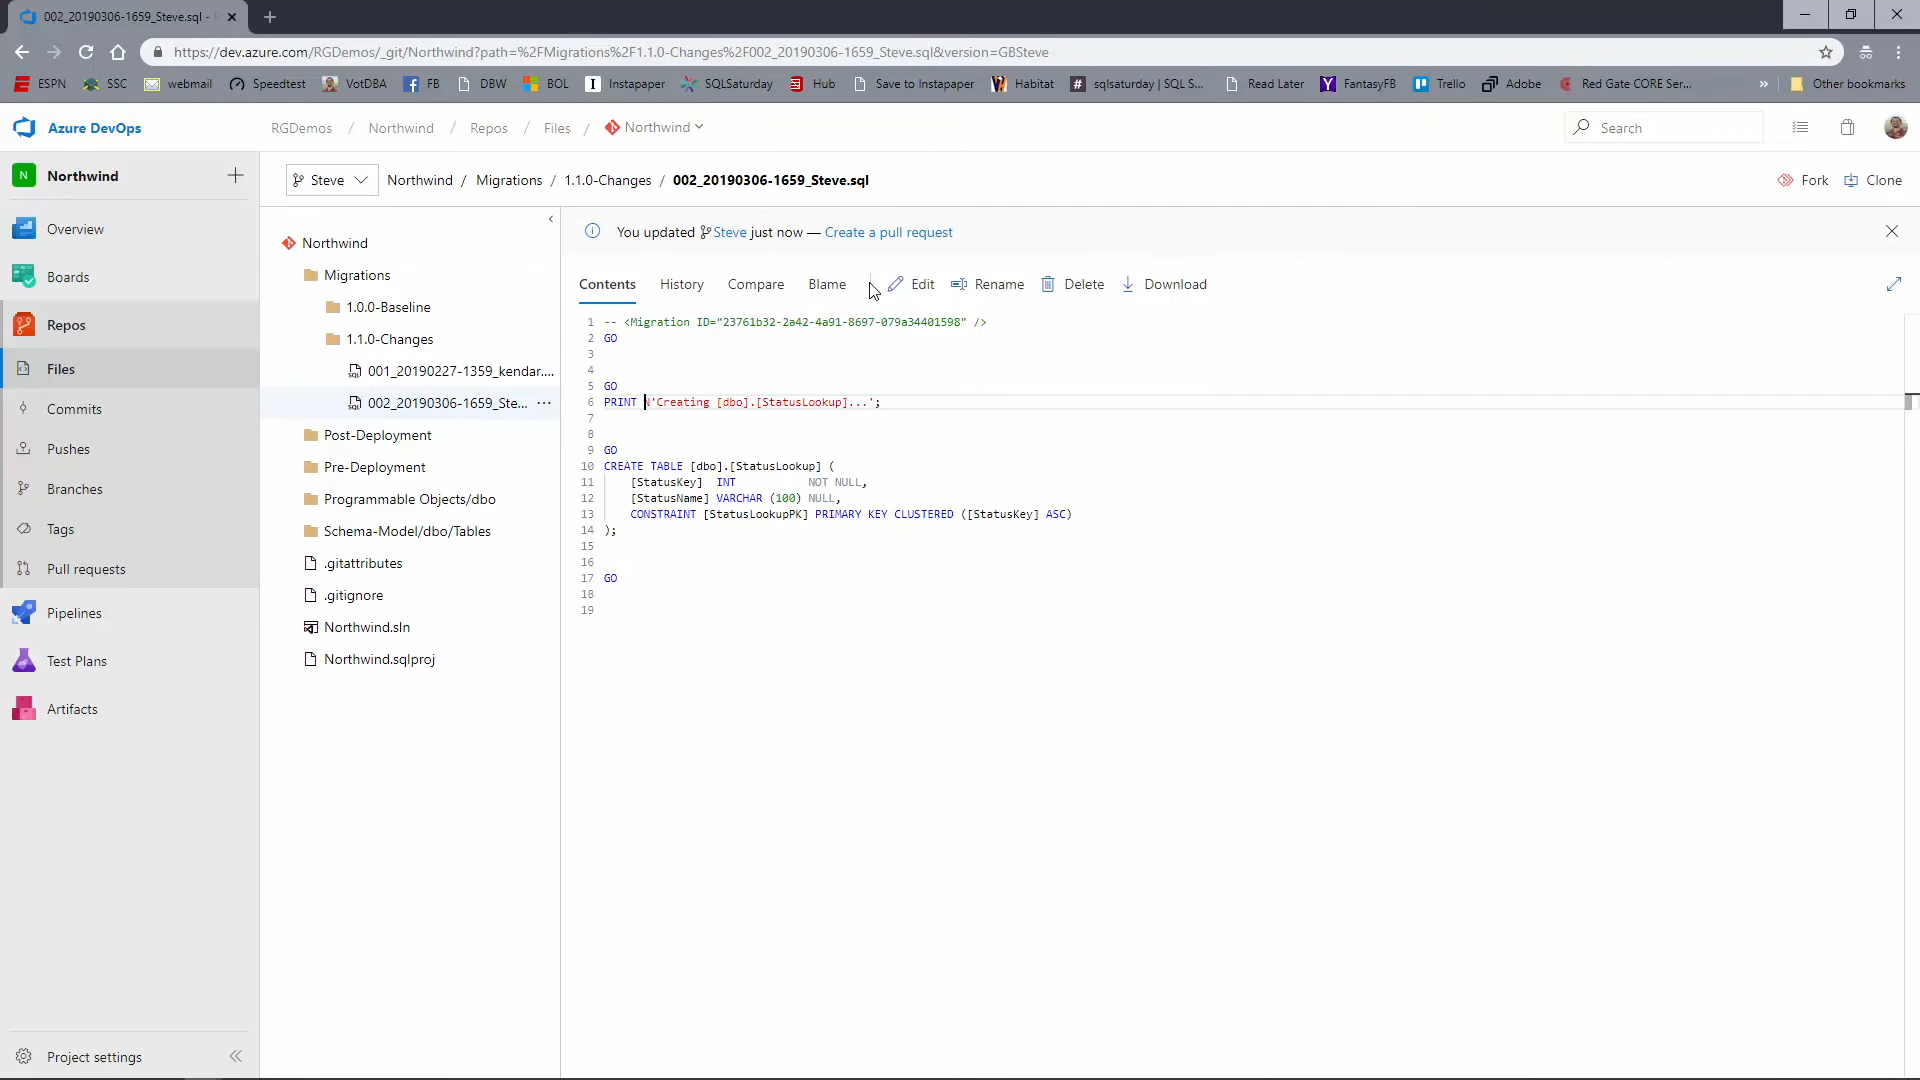 002_20190306-1659_Steve.sql -
https://dev.azure.com/RGDemos/_git/Northwind?path=%2FMigrations%2F1.1.0-Changes%2F002_20190306-1659_Steve.sql&version=GBSteve
ESPN SSC webmail Speedtest VotDBA FB DBW BOL Instapaper SQLSaturday Hub Save to Instapaper Habitat sqlsaturday | SQL S... Read Later FantasyFB Trello Adobe Red Gate CORE Ser... » Other bookmarks
Azure DevOps RGDemos / Northwind / Repos / Files / Northwind Search
N Northwind
Steve Northwind / Migrations / 1.1.0-Changes / 002_20190306-1659_Steve.sql Fork Clone
Overview
Boards
Repos
Files
Commits
Pushes
Branches
Tags
Pull requests
Pipelines
Test Plans
Artifacts
Project settings
Northwind
Migrations
1.0.0-Baseline
1.1.0-Changes
001_20190227-1359_kendar....
002_20190306-1659_Ste... ...
Post-Deployment
Pre-Deployment
Programmable Objects/dbo
Schema-Model/dbo/Tables
.gitattributes
.gitignore
Northwind.sln
Northwind.sqlproj
You updated Steve just now — Create a pull request
Contents History Compare Blame Edit Rename Delete Download
1 -- <Migration ID="23761b32-2a42-4a91-8697-079a34401598" />
2 GO
3
4
5 GO
6 PRINT N'Creating [dbo].[StatusLookup]...';
7
8
9 GO
10 CREATE TABLE [dbo].[StatusLookup] (
11 [StatusKey] INT NOT NULL,
12 [StatusName] VARCHAR (100) NULL,
13 CONSTRAINT [StatusLookupPK] PRIMARY KEY CLUSTERED ([StatusKey] ASC)
14 );
15
16
17 GO
18
19